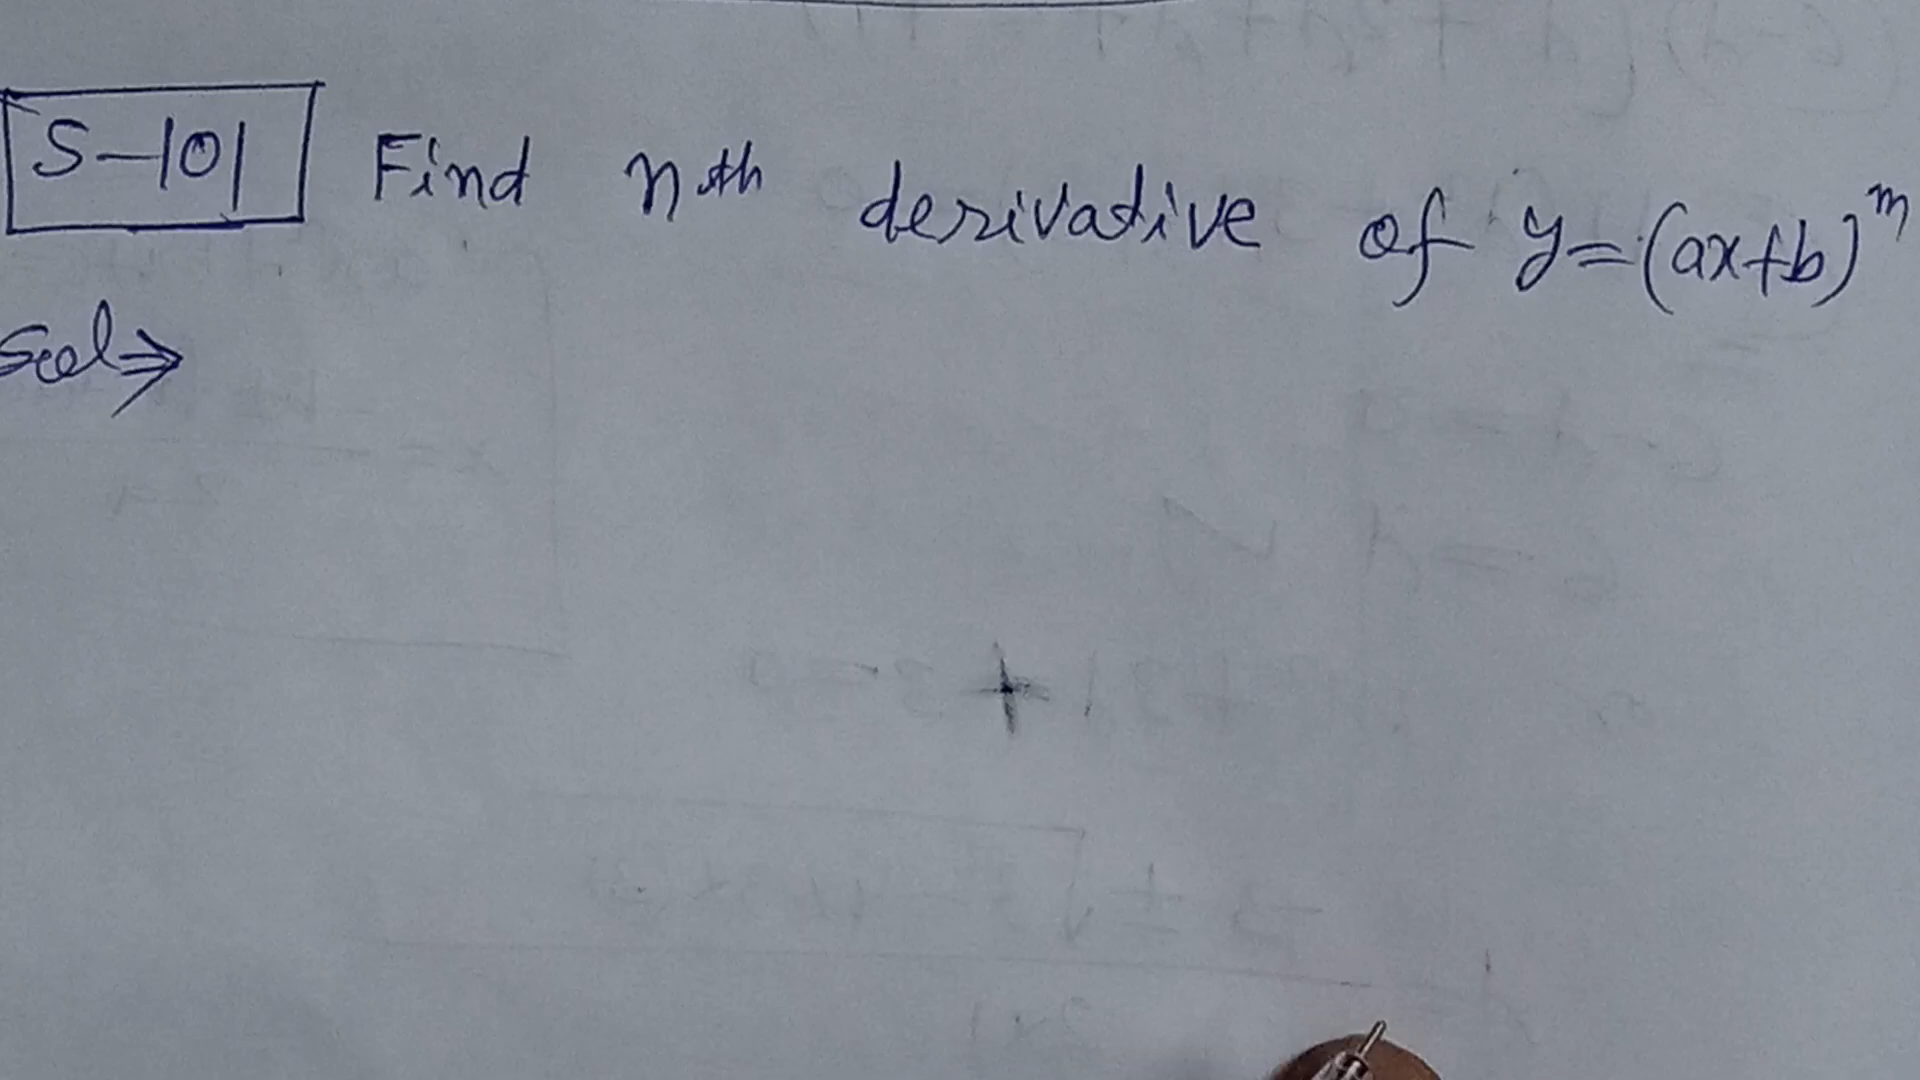 S-101 Find nth derivative of y=(ax+b)^m
Sol⇒